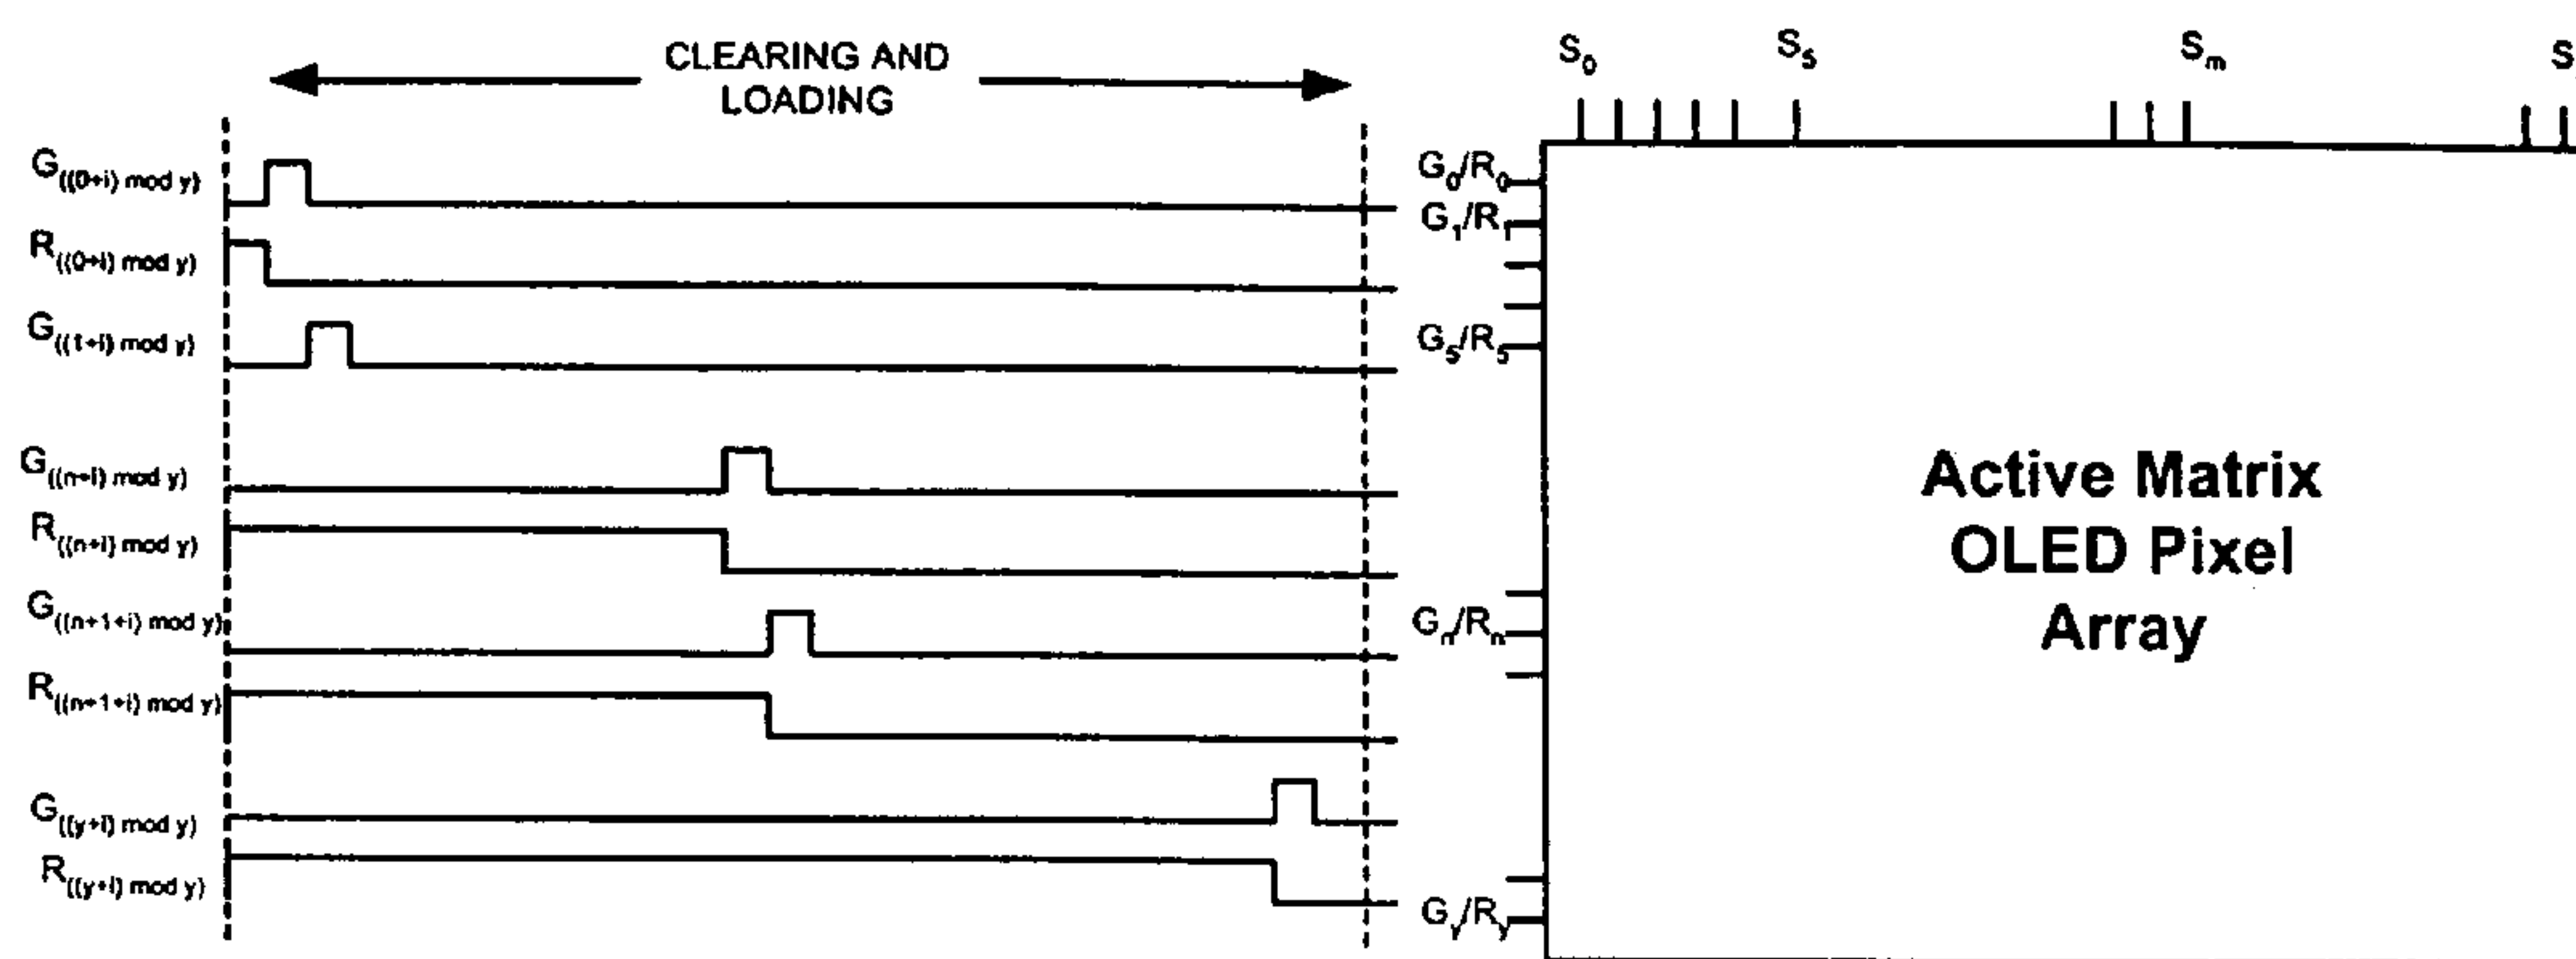 CLEARING AND
LOADING
G((0+i) mod y)
R((0+i) mod y)
G((1+i) mod y)
G((n+i) mod y)
R((n+i) mod y)
G((n+1+i) mod y)
R((n+1+i) mod y)
G((y+i) mod y)
R((y+i) mod y)
S0 S5 Sm S
G0/R0
G1/R1
G5/R5
Gn/Rn
Gy/Ry
Active Matrix
OLED Pixel
Array